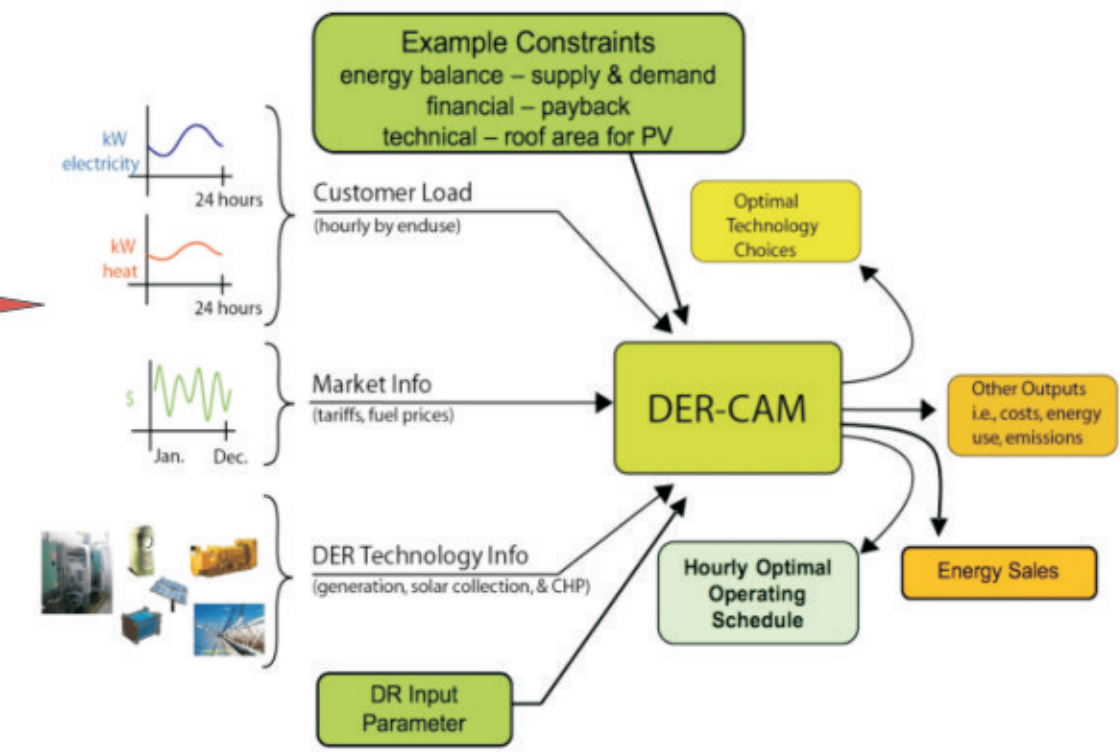 Example Constraints
energy balance – supply & demand
financial – payback
technical – roof area for PV
kW
electricity
24 hours
kW
heat
24 hours
Customer Load
(hourly by enduse)
Optimal
Technology
Choices
$
Jan. Dec.
Market Info
(tariffs, fuel prices)
DER-CAM
Other Outputs
i.e., costs, energy
use, emissions
DER Technology Info
(generation, solar collection, & CHP)
Hourly Optimal
Operating
Schedule
Energy Sales
DR Input
Parameter